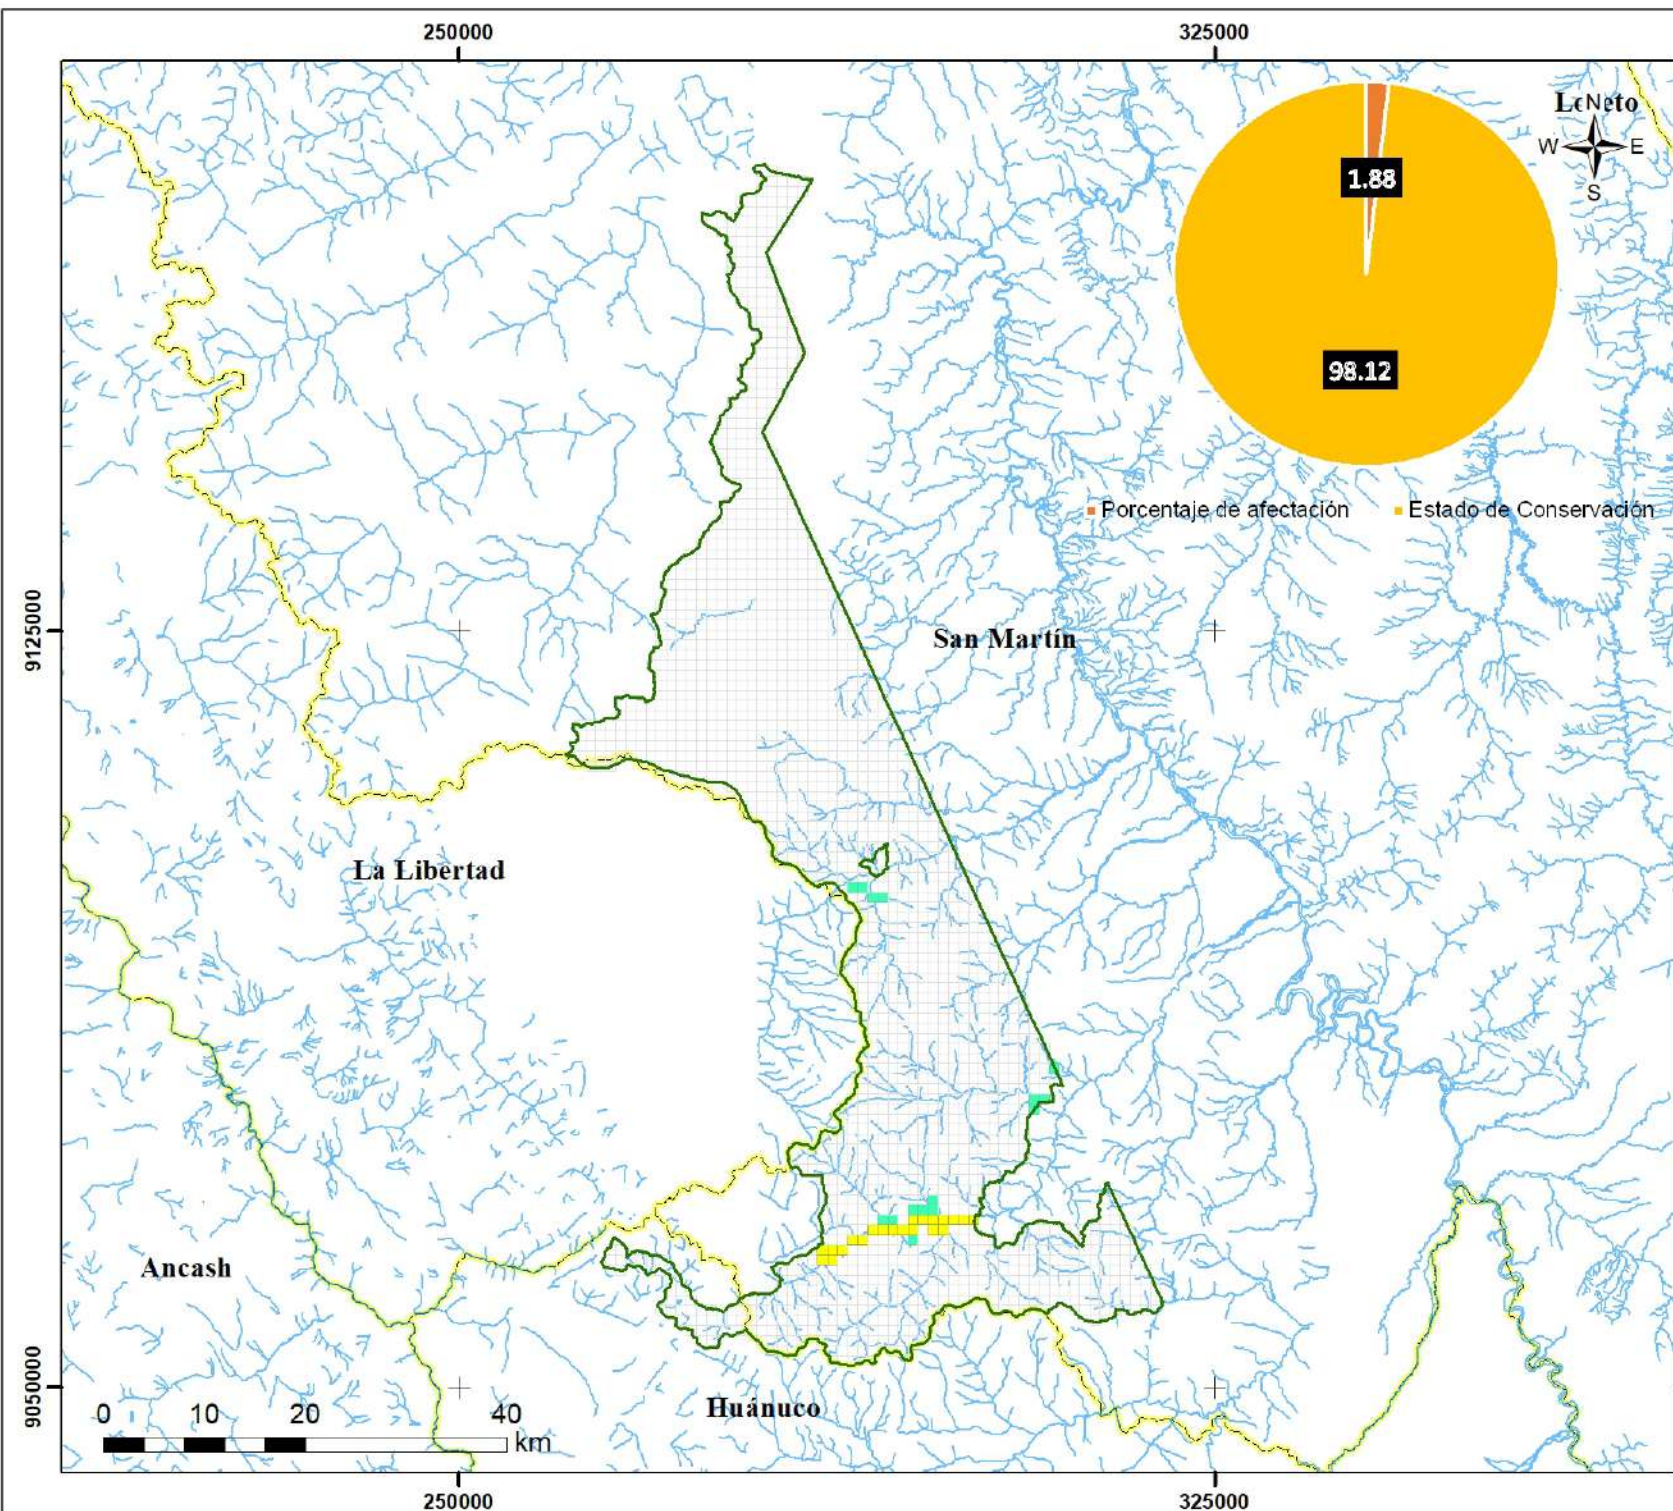 250000 325000
Loreto
N
W E
S
1.88
98.12
Porcentaje de afectación Estado de Conservación
9125000
San Martín
La Libertad
Ancash
9050000
Huánuco
0 10 20 40
km
250000 325000